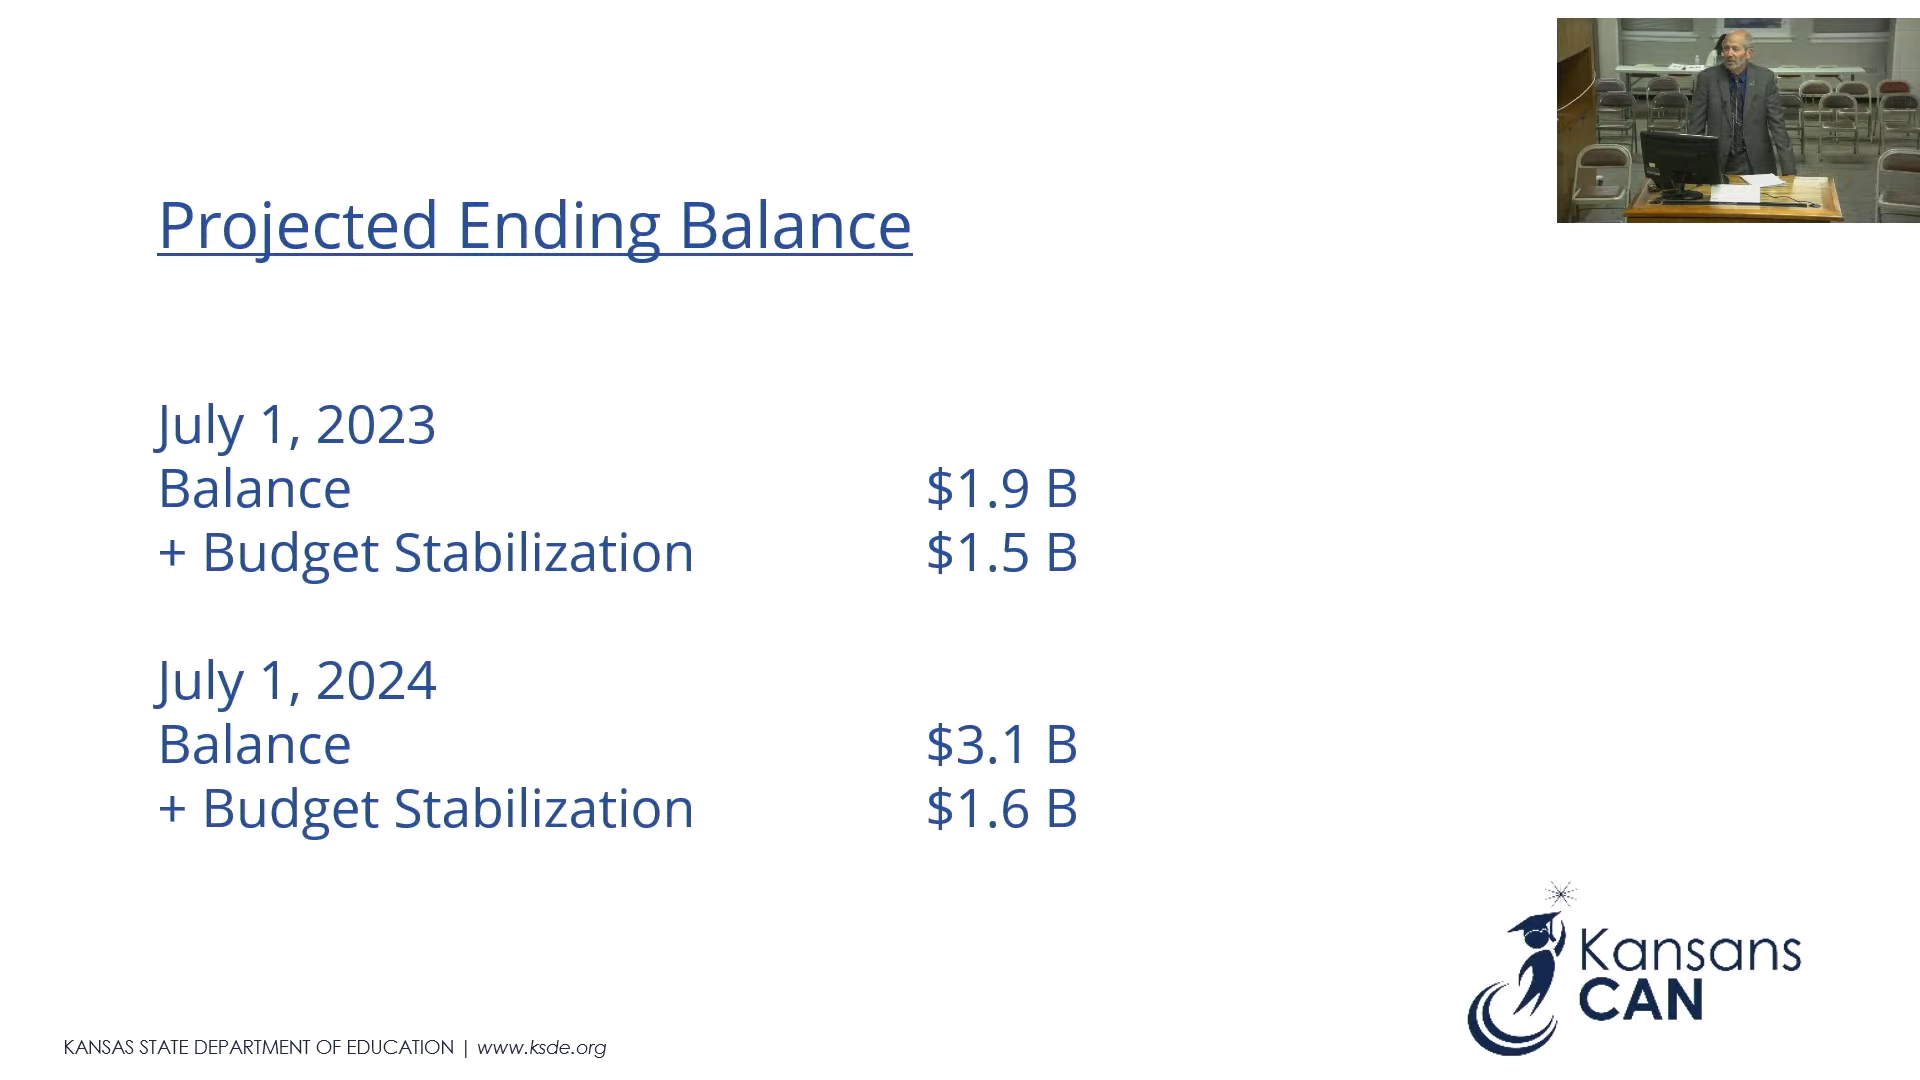 Projected Ending Balance
July 1, 2023
Balance $1.9 B
+ Budget Stabilization $1.5 B
July 1, 2024
Balance $3.1 B
+ Budget Stabilization $1.6 B
Kansans
CAN
KANSAS STATE DEPARTMENT OF EDUCATION | www.ksde.org